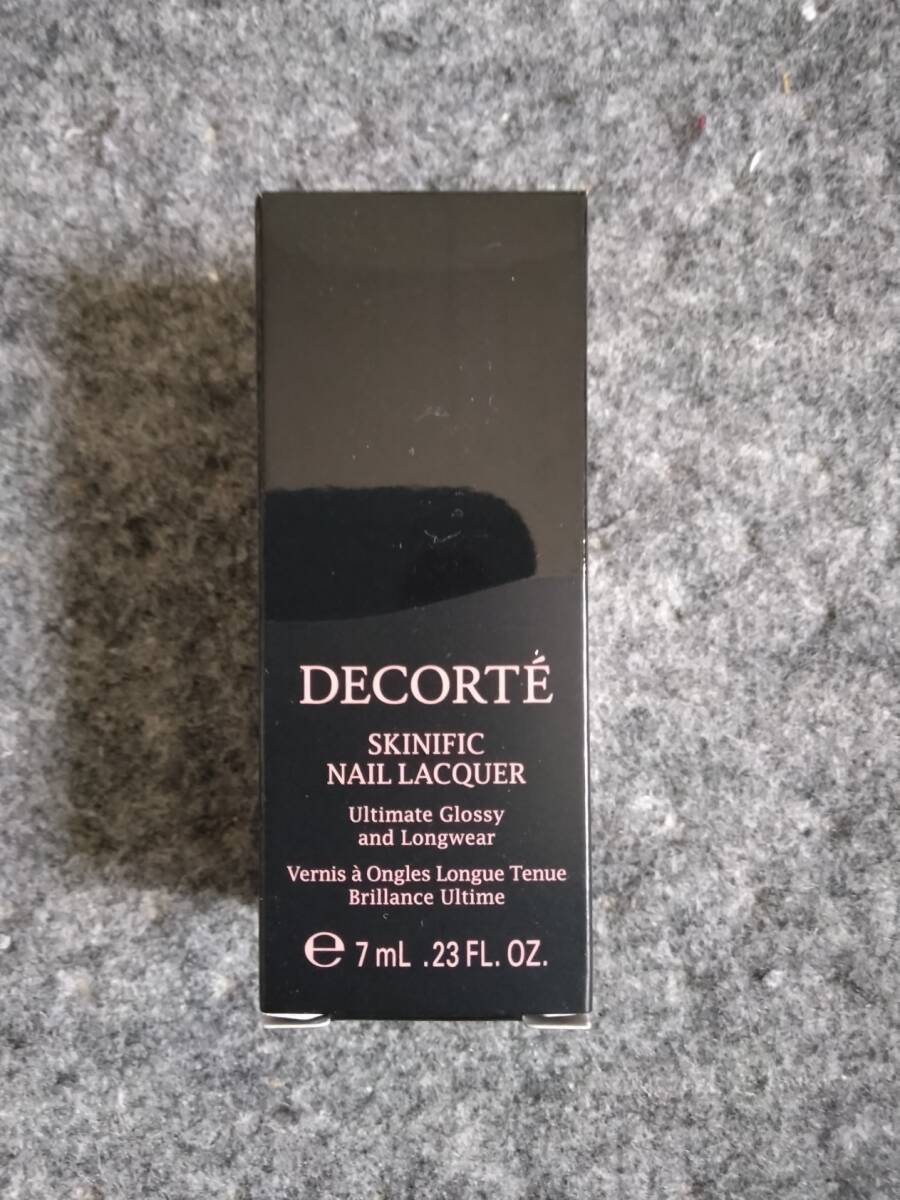 DECORTÉ
SKINIFIC
NAIL LACQUER
Ultimate Glossy
and Longwear
Vernis à Ongles Longue Tenue
Brillance Ultime
℮ 7 mL .23 FL. OZ.